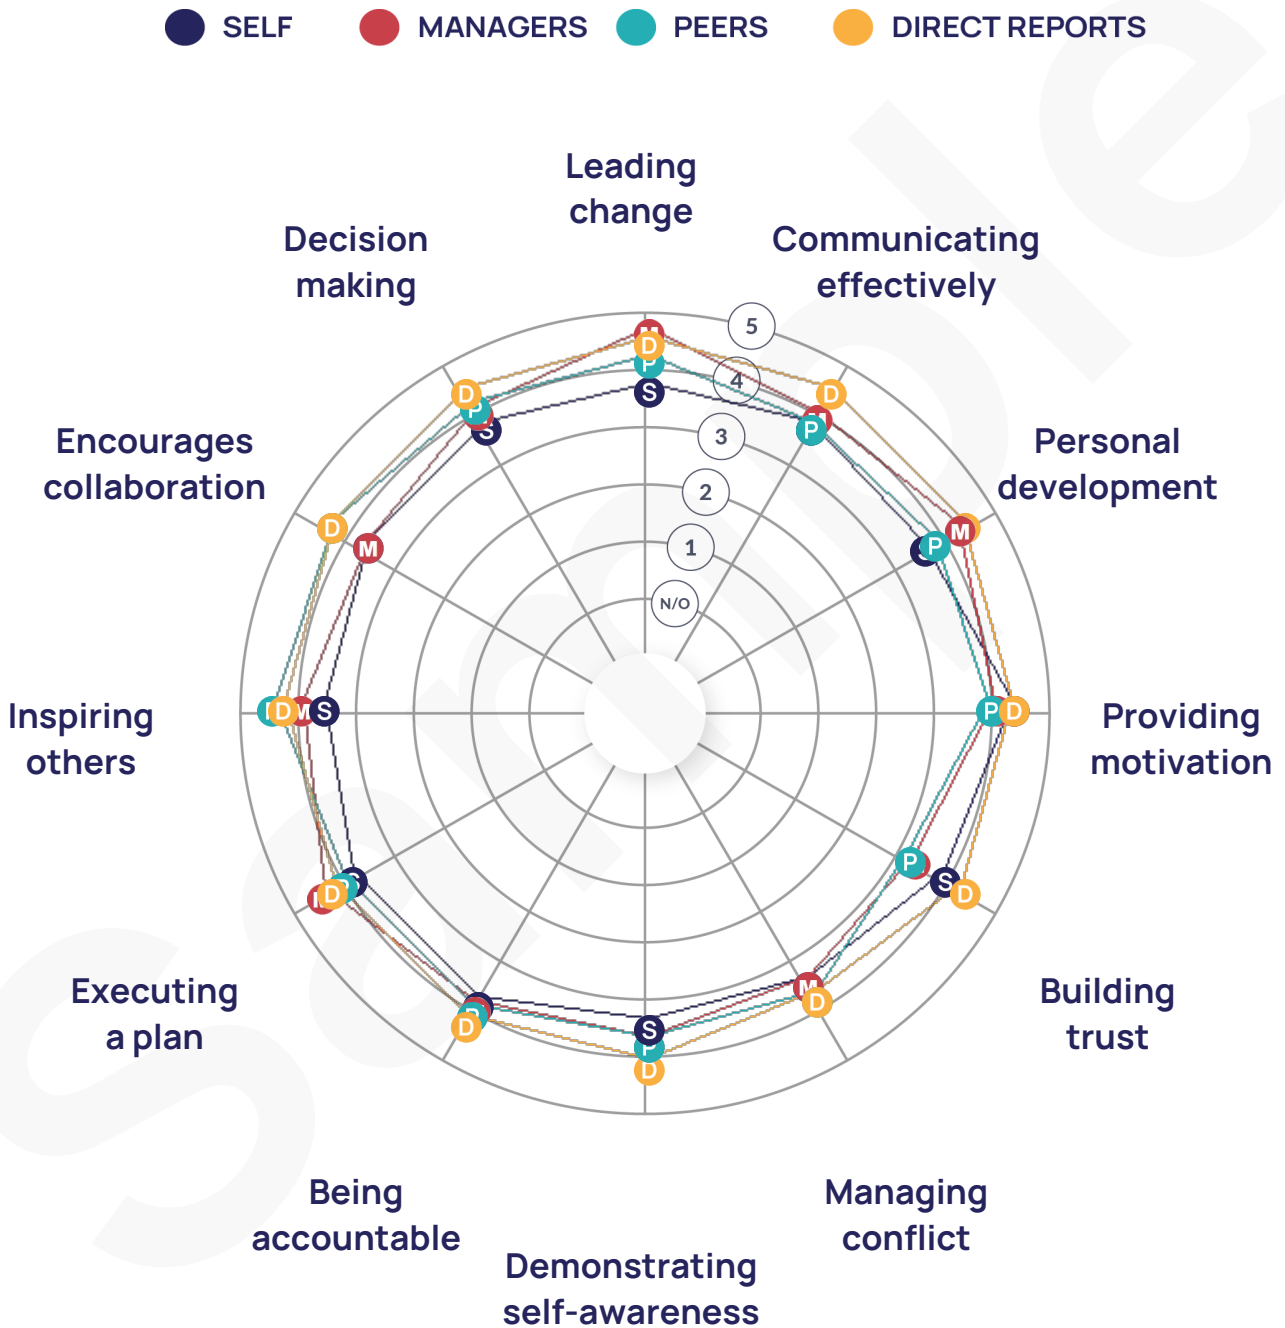 SELF MANAGERS PEERS DIRECT REPORTS
Leading
change
Decision
making
Communicating
effectively
Encourages
collaboration
Personal
development
Inspiring
others
Providing
motivation
Executing
a plan
Building
trust
Being
accountable
Managing
conflict
Demonstrating
self-awareness
5
4
3
2
1
N/O
M
D
P
S
D
P
S
D
M
P
D
M
P
S
D
M
D
M
S
P
D
P
S
D
P
S
D
D
M
D
S
P
D
S
P
D
Sample